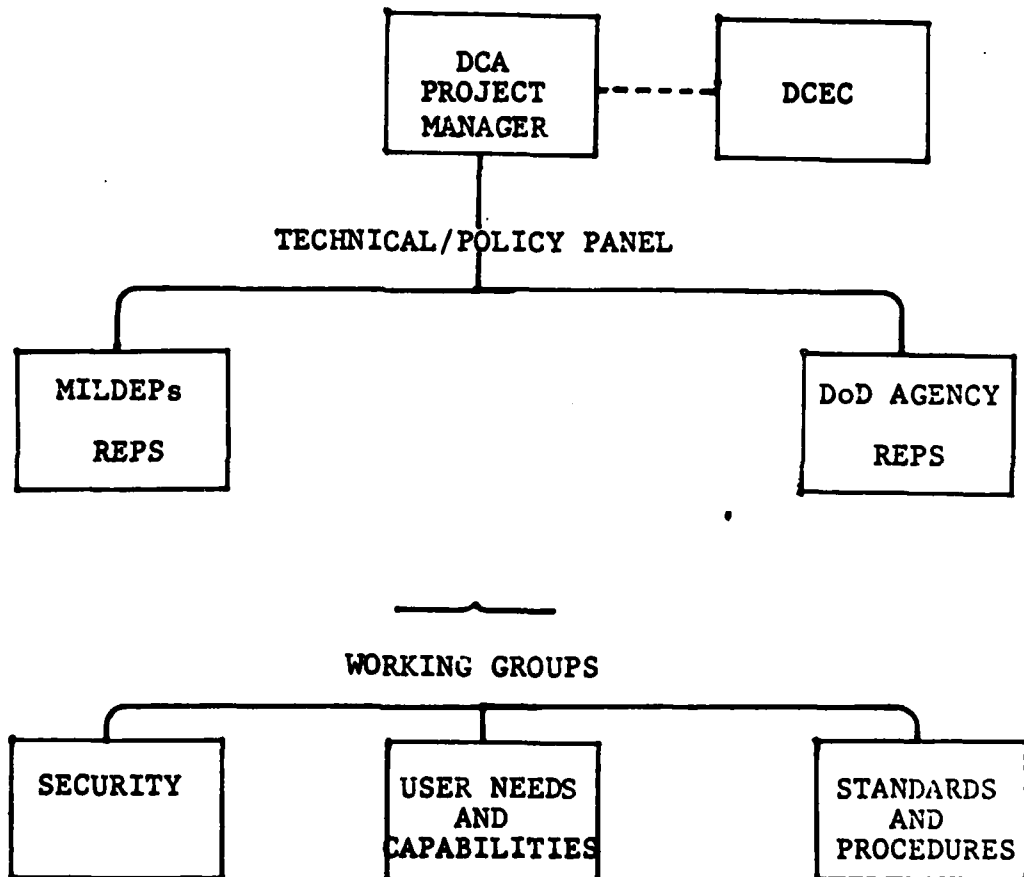 DCA
PROJECT
MANAGER
DCEC
TECHNICAL/POLICY PANEL
MILDEPs
REPS
DoD AGENCY
REPS
WORKING GROUPS
SECURITY
USER NEEDS
AND
CAPABILITIES
STANDARDS
AND
PROCEDURES